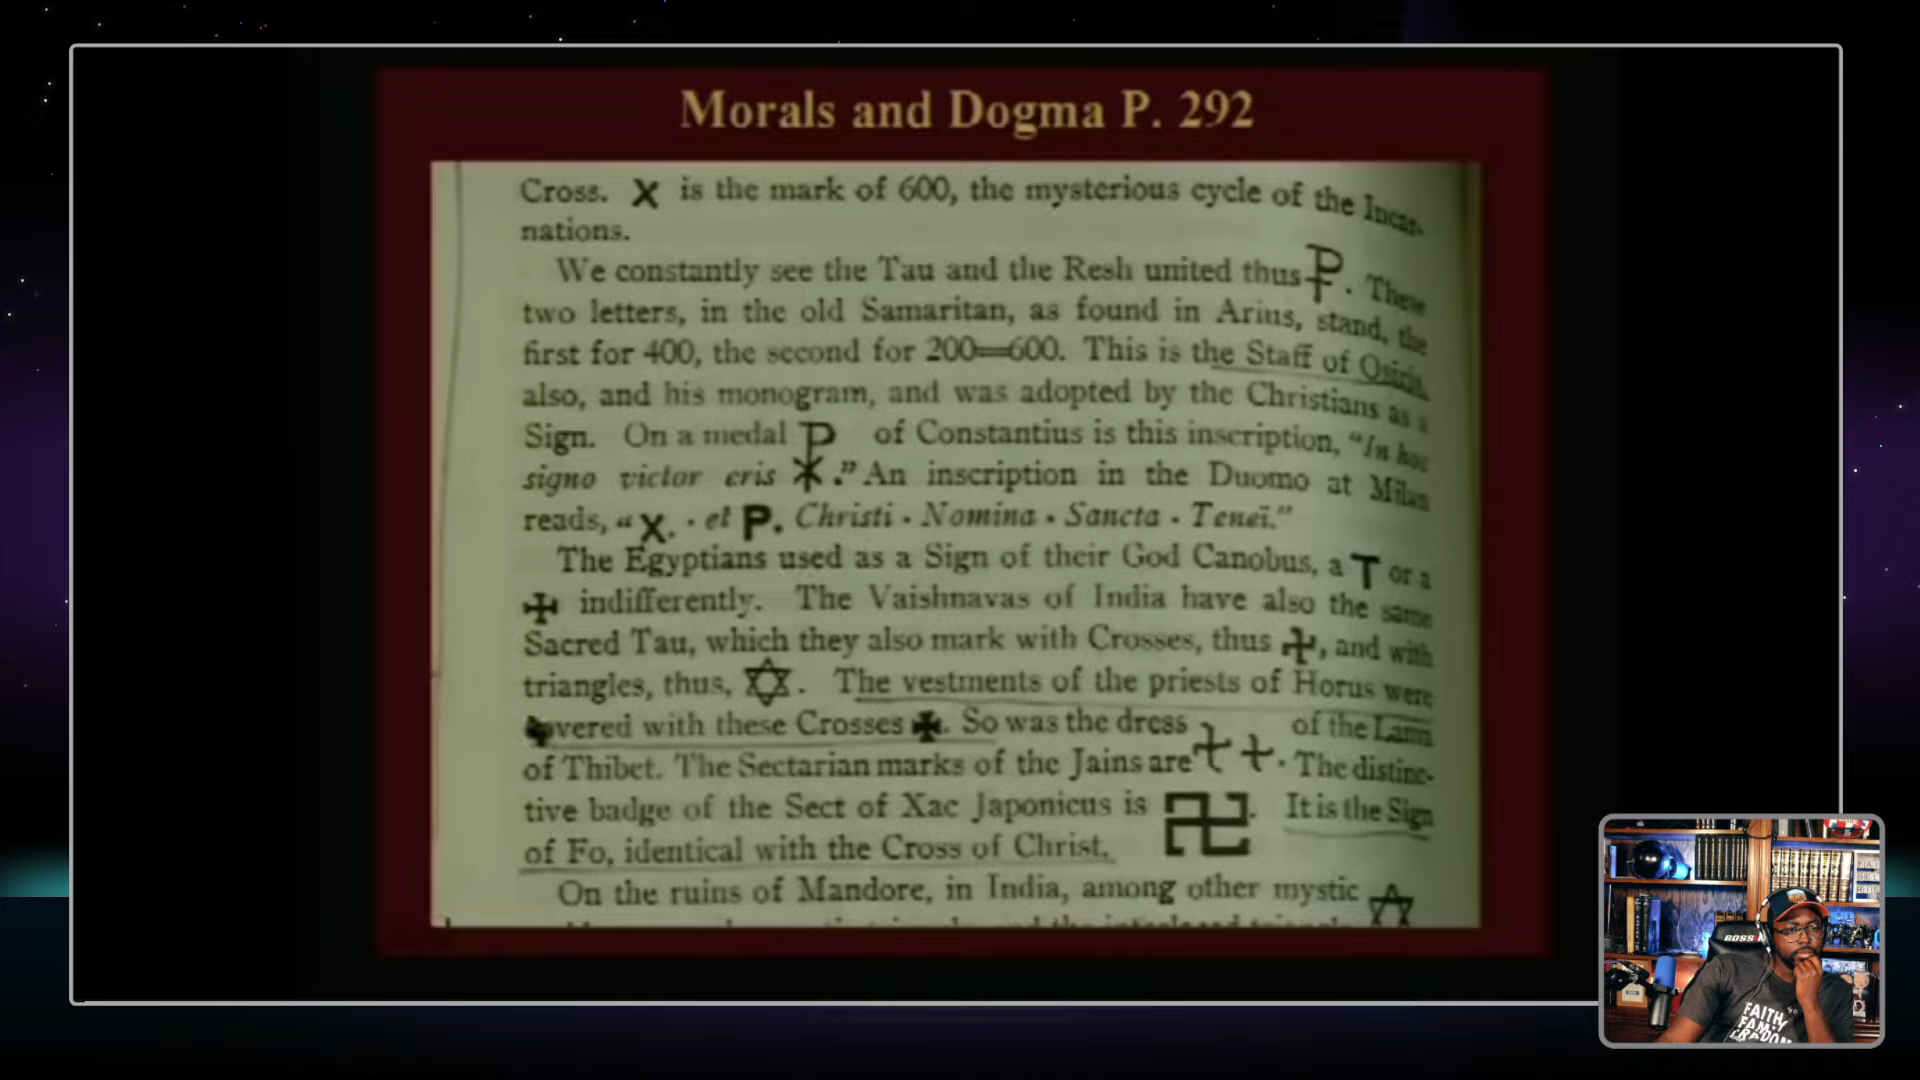 Morals and Dogma P. 292
Cross. X is the mark of 600, the mysterious cycle of the Incar-
nations.
We constantly see the Tau and the Resh united thus ⳨. These
two letters, in the old Samaritan, as found in Arius, stand, the
first for 400, the second for 200=600. This is the Staff of Osiris,
also, and his monogram, and was adopted by the Christians as a
Sign. On a medal of Constantius is this inscription, "In hoc
signo victor eris ☧." An inscription in the Duomo at Milan
reads, "X. · et P. Christi · Nomina · Sancta · Teneï."
The Egyptians used as a Sign of their God Canobus, a T or a
✠ indifferently. The Vaishnavas of India have also the same
Sacred Tau, which they also mark with Crosses, thus 卐, and with
triangles, thus, ✡. The vestments of the priests of Horus were
covered with these Crosses ✠. So was the dress of the Lama
of Thibet. The Sectarian marks of the Jains are 卐. The distinc-
tive badge of the Sect of Xac Japonicus is 卐. It is the Sign
of Fo, identical with the Cross of Christ.
On the ruins of Mandore, in India, among other mystic ✡
BOSS
FAITH
FAMILY
FREEDOM